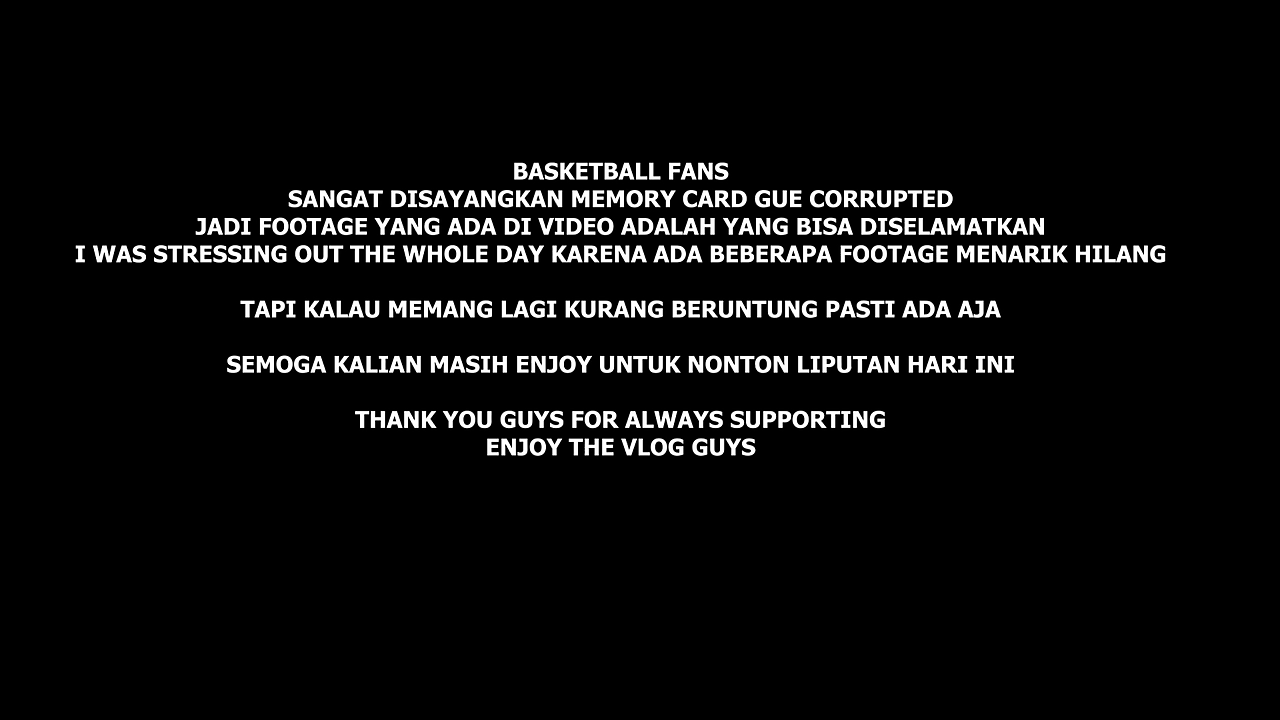 BASKETBALL FANS
SANGAT DISAYANGKAN MEMORY CARD GUE CORRUPTED
JADI FOOTAGE YANG ADA DI VIDEO ADALAH YANG BISA DISELAMATKAN
I WAS STRESSING OUT THE WHOLE DAY KARENA ADA BEBERAPA FOOTAGE MENARIK HILANG
TAPI KALAU MEMANG LAGI KURANG BERUNTUNG PASTI ADA AJA
SEMOGA KALIAN MASIH ENJOY UNTUK NONTON LIPUTAN HARI INI
THANK YOU GUYS FOR ALWAYS SUPPORTING
ENJOY THE VLOG GUYS